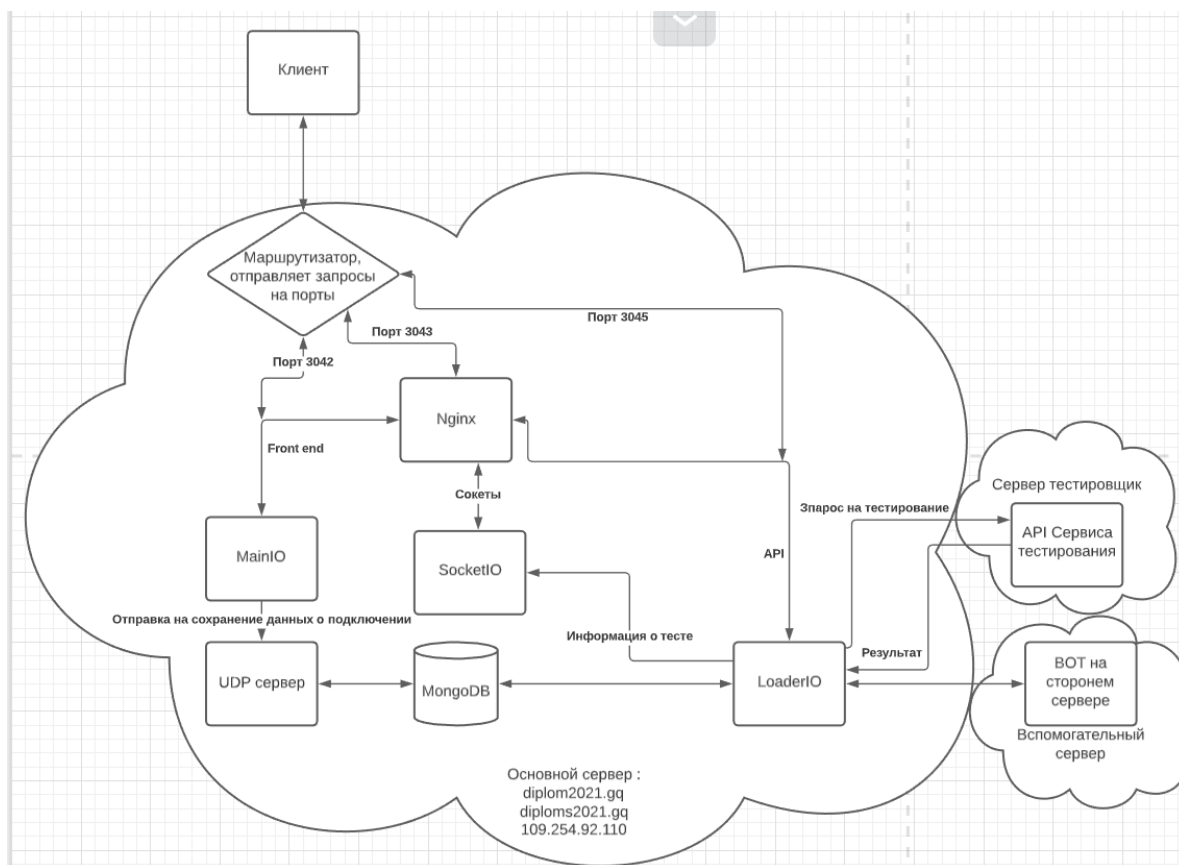 Клиент
Маршрутизатор,
отправляет запросы
на порты
Порт 3045
Порт 3043
Порт 3042
Nginx
Front end
Сокеты
Сервер тестировщик
Зпарос на тестирование
API Сервиса
тестирования
MainIO
SocketIO
API
Отправка на сохранение данных о подключении
Информация о тесте
Результат
UDP сервер
MongoDB
LoaderIO
ВОТ на
стороннем
сервере
Вспомогательный
сервер
Основной сервер :
diplom2021.gq
diploms2021.gq
109.254.92.110